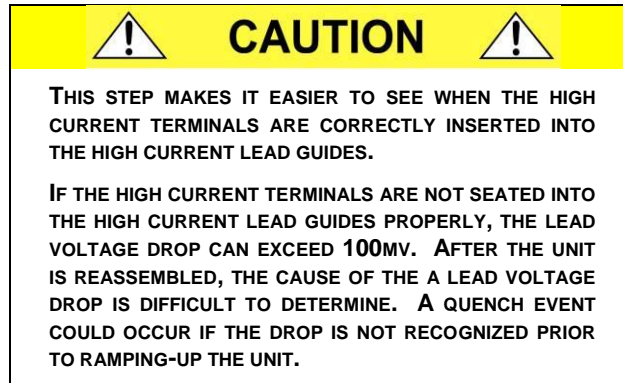 CAUTION
THIS STEP MAKES IT EASIER TO SEE WHEN THE HIGH
CURRENT TERMINALS ARE CORRECTLY INSERTED INTO
THE HIGH CURRENT LEAD GUIDES.
IF THE HIGH CURRENT TERMINALS ARE NOT SEATED INTO
THE HIGH CURRENT LEAD GUIDES PROPERLY, THE LEAD
VOLTAGE DROP CAN EXCEED 100MV. AFTER THE UNIT
IS REASSEMBLED, THE CAUSE OF THE A LEAD VOLTAGE
DROP IS DIFFICULT TO DETERMINE. A QUENCH EVENT
COULD OCCUR IF THE DROP IS NOT RECOGNIZED PRIOR
TO RAMPING-UP THE UNIT.